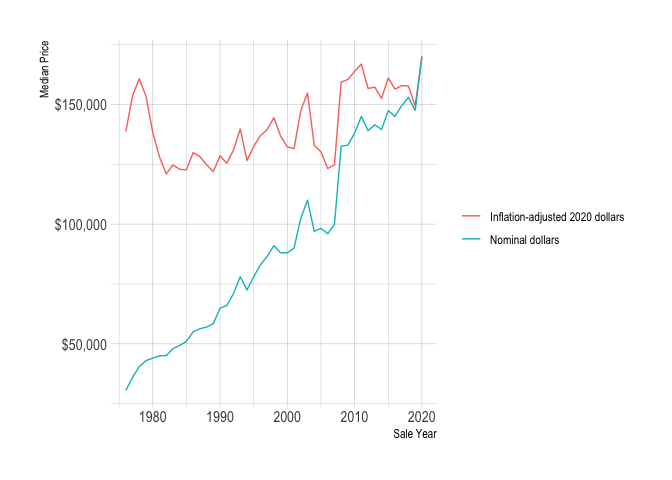 Median Price
$150,000
$100,000
$50,000
1980 1990 2000 2010 2020
Sale Year
Inflation-adjusted 2020 dollars
Nominal dollars